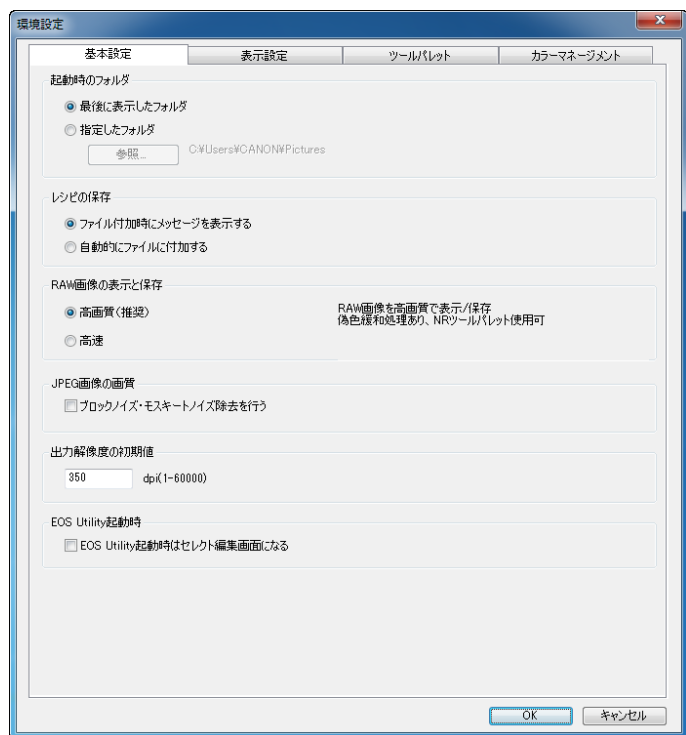 環境設定
基本設定
表示設定
ツールパレット
カラーマネージメント
起動時のフォルダ
最後に表示したフォルダ
指定したフォルダ
参照...
C:¥Users¥CANON¥Pictures
レシピの保存
ファイル付加時にメッセージを表示する
自動的にファイルに付加する
RAW画像の表示と保存
高画質(推奨)
RAW画像を高画質で表示/保存
偽色緩和処理あり、NRツールパレット使用可
高速
JPEG画像の画質
ブロックノイズ・モスキートノイズ除去を行う
出力解像度の初期値
350 dpi(1-60000)
EOS Utility起動時
EOS Utility起動時はセレクト編集画面になる
OK
キャンセル